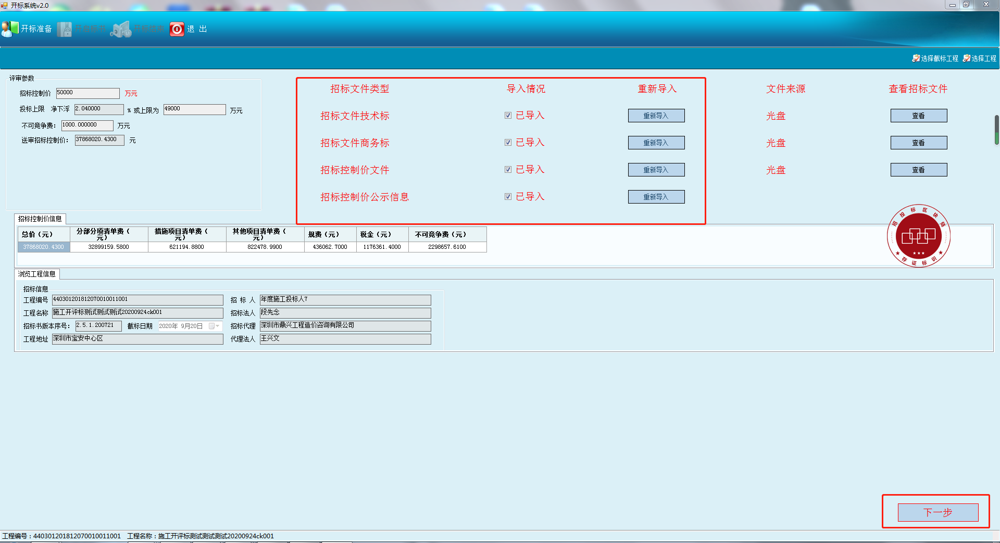 开标系统v2.0
开标准备 开启标书 开标结束 退 出
选择截标工程 选择工程
评审参数
招标控制价 50000 万元
投标上限 净下浮 2.040000 % 或上限为 49000 万元
不可竞争费： 1000.000000 万元
送审招标控制价： 37868020.4300 元
招标文件类型 导入情况 重新导入 文件来源 查看招标文件
招标文件技术标 已导入 重新导入 光盘 查看
招标文件商务标 已导入 重新导入 光盘 查看
招标控制价文件 已导入 重新导入 光盘 查看
招标控制价公示信息 已导入 重新导入
招标控制价信息
总价（元） 分部分项清单费（元） 措施项目清单费（元） 其他项目清单费（元） 规费（元） 税金（元） 不可竞争费（元）
37868020.4300 32899159.5800 621194.8800 822478.9900 436062.7000 1176361.4000 2298657.6100
招投标区块链
存证标识
浏览工程信息
招标信息
工程编号 440301201812070010011001 招 标 人 年度施工投标人7
工程名称 施工开评标测试测试测试20200924ck001 招标法人 段先念
招标书版本序号： 2.5.1.200721 截标日期 2020年 9月20日 招标代理 深圳市鼎兴工程造价咨询有限公司
工程地址 深圳市宝安中心区 代理法人 王兴文
下一步
工程编号：440301201812070010011001 工程名称：施工开评标测试测试测试20200924ck001